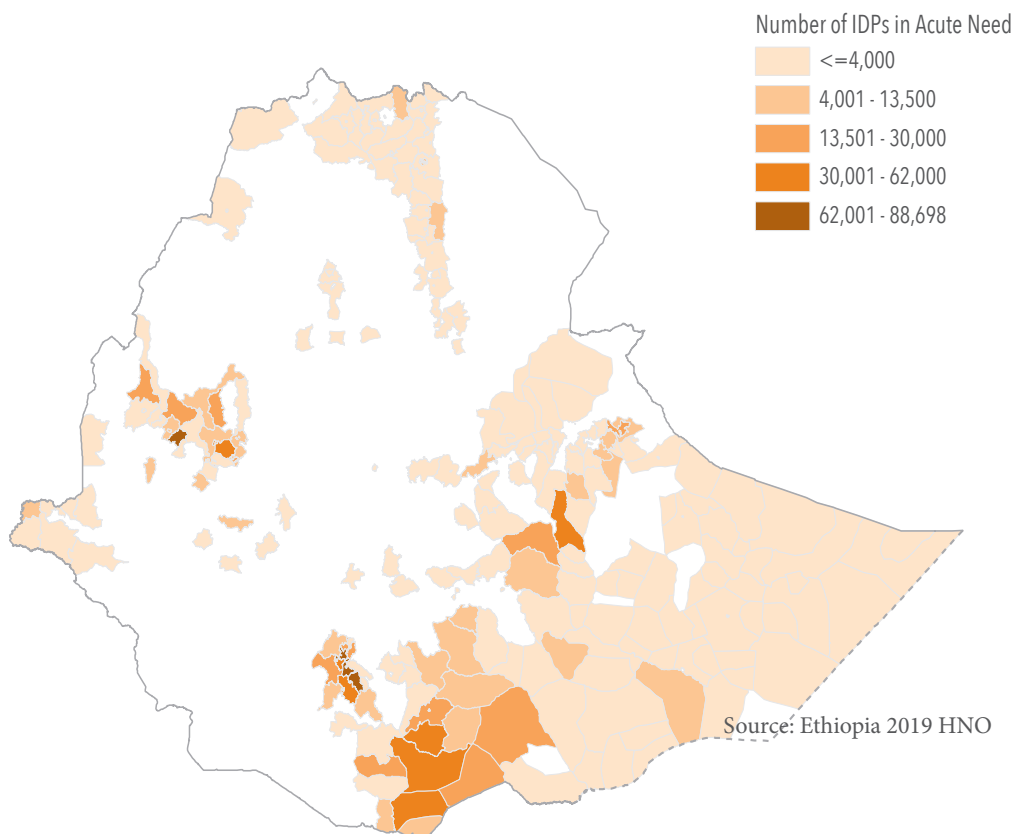 Number of IDPs in Acute Need
<=4,000
4,001 - 13,500
13,501 - 30,000
30,001 - 62,000
62,001 - 88,698
Source: Ethiopia 2019 HNO